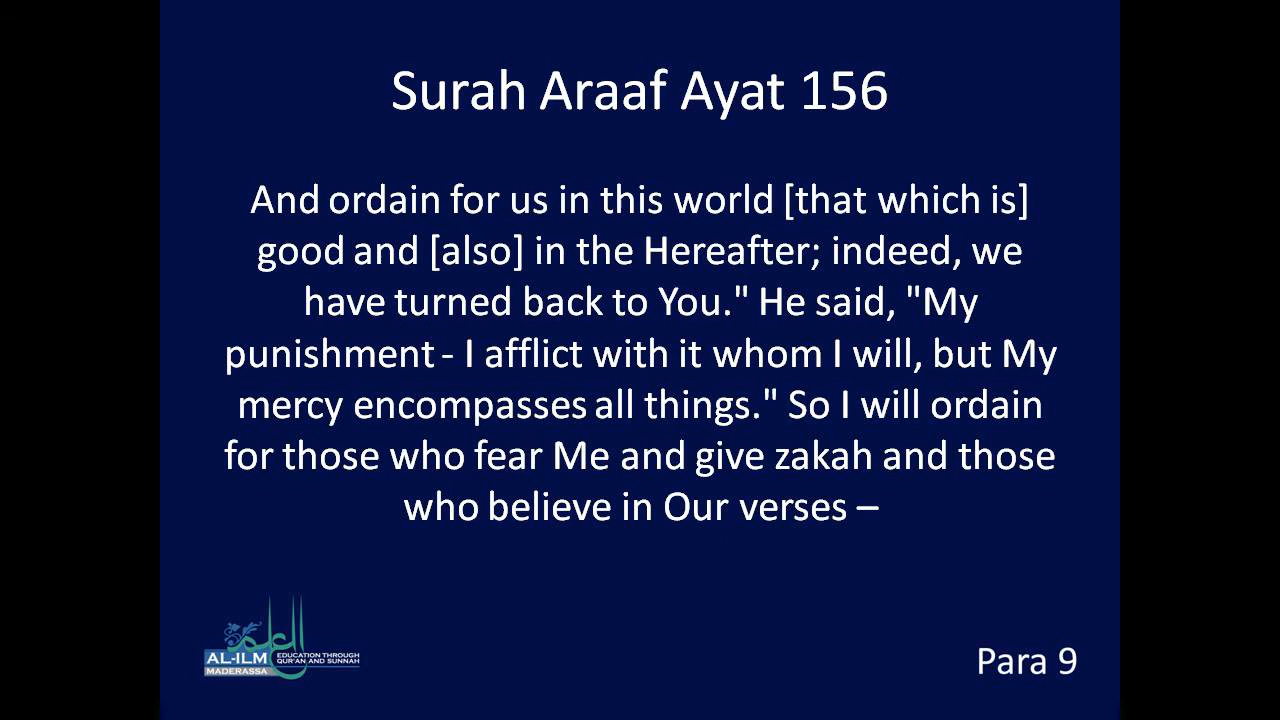 Surah Araaf Ayat 156
And ordain for us in this world [that which is]
good and [also] in the Hereafter; indeed, we
have turned back to You." He said, "My
punishment - I afflict with it whom I will, but My
mercy encompasses all things." So I will ordain
for those who fear Me and give zakah and those
who believe in Our verses –
العلم
AL-ILM
MADERASSA
EDUCATION THROUGH
QUR'AN AND SUNNAH
Para 9